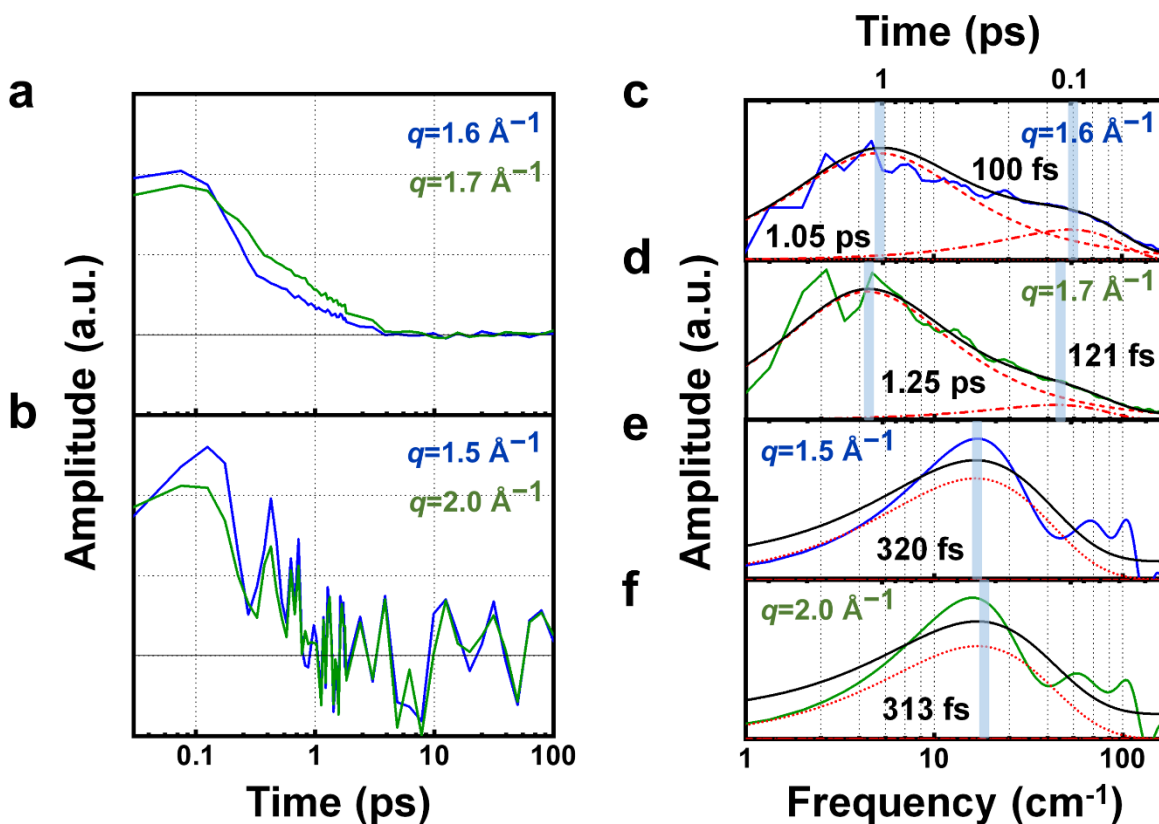 a
q=1.6 Å⁻¹
q=1.7 Å⁻¹
b
q=1.5 Å⁻¹
q=2.0 Å⁻¹
Amplitude (a.u.)
0.1 1 10 100
Time (ps)
Time (ps)
1 0.1
c
q=1.6 Å⁻¹
100 fs
1.05 ps
d
q=1.7 Å⁻¹
121 fs
1.25 ps
e
q=1.5 Å⁻¹
320 fs
f
q=2.0 Å⁻¹
313 fs
Amplitude (a.u.)
1 10 100
Frequency (cm⁻¹)